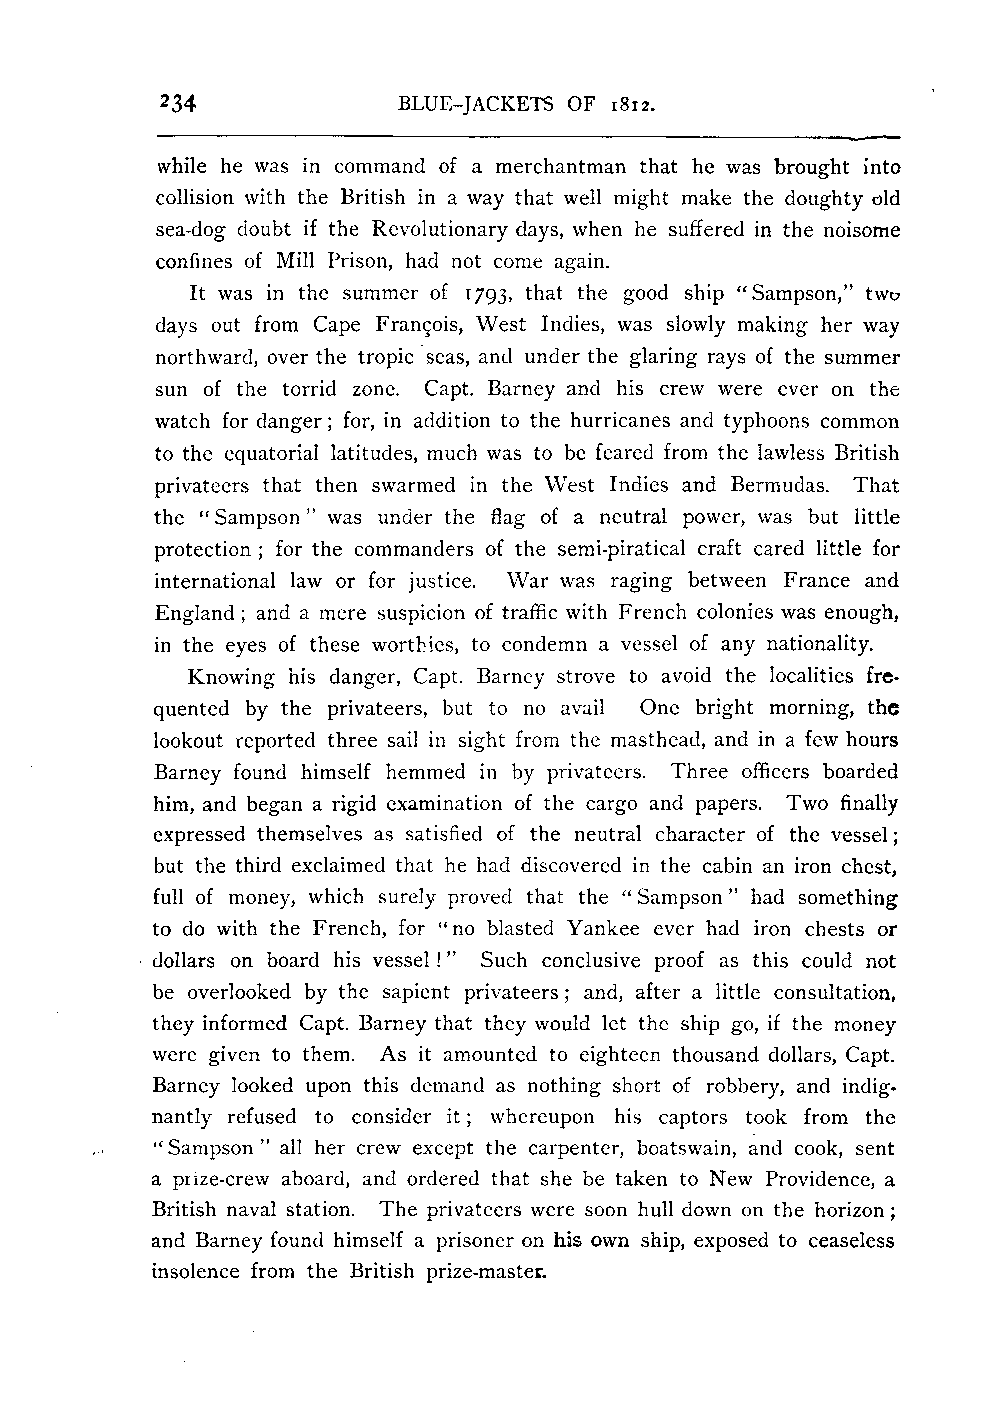 234 BLUE-JACKETS OF 1812.
while he was in command of a merchantman that he was brought into
collision with the British in a way that well might make the doughty old
sea-dog doubt if the Revolutionary days, when he suffered in the noisome
confines of Mill Prison, had not come again.
It was in the summer of 1793, that the good ship “Sampson,” two
days out from Cape François, West Indies, was slowly making her way
northward, over the tropic seas, and under the glaring rays of the summer
sun of the torrid zone. Capt. Barney and his crew were ever on the
watch for danger; for, in addition to the hurricanes and typhoons common
to the equatorial latitudes, much was to be feared from the lawless British
privateers that then swarmed in the West Indies and Bermudas. That
the “Sampson” was under the flag of a neutral power, was but little
protection; for the commanders of the semi-piratical craft cared little for
international law or for justice. War was raging between France and
England; and a mere suspicion of traffic with French colonies was enough,
in the eyes of these worthies, to condemn a vessel of any nationality.
Knowing his danger, Capt. Barney strove to avoid the localities fre-
quented by the privateers, but to no avail One bright morning, the
lookout reported three sail in sight from the masthead, and in a few hours
Barney found himself hemmed in by privateers. Three officers boarded
him, and began a rigid examination of the cargo and papers. Two finally
expressed themselves as satisfied of the neutral character of the vessel;
but the third exclaimed that he had discovered in the cabin an iron chest,
full of money, which surely proved that the “Sampson” had something
to do with the French, for “no blasted Yankee ever had iron chests or
dollars on board his vessel!” Such conclusive proof as this could not
be overlooked by the sapient privateers; and, after a little consultation,
they informed Capt. Barney that they would let the ship go, if the money
were given to them. As it amounted to eighteen thousand dollars, Capt.
Barney looked upon this demand as nothing short of robbery, and indig-
nantly refused to consider it; whereupon his captors took from the
“Sampson” all her crew except the carpenter, boatswain, and cook, sent
a prize-crew aboard, and ordered that she be taken to New Providence, a
British naval station. The privateers were soon hull down on the horizon;
and Barney found himself a prisoner on his own ship, exposed to ceaseless
insolence from the British prize-master.